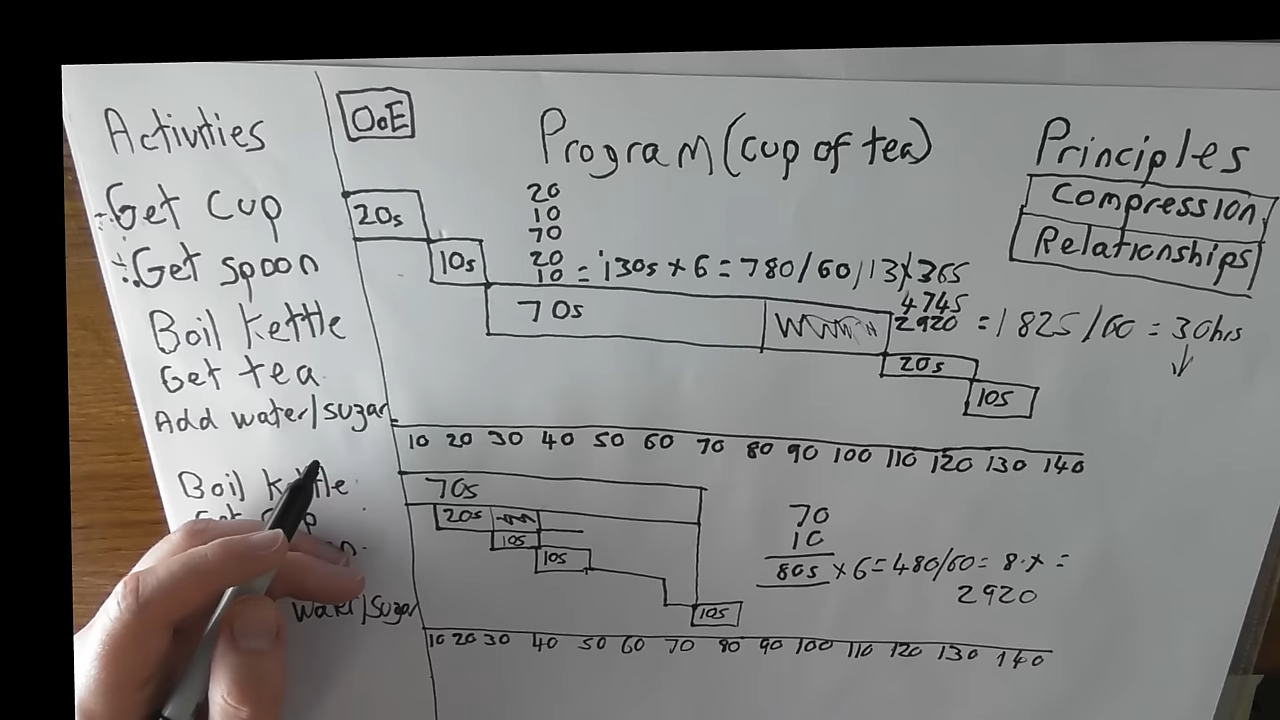 Activties
OoE
Program (cup of tea)
Principles
Compression
Relationships
Get cup
Get spoon
Boil kettle
Get tea
Add water/sugar
20s
10s
70s
20s
10s
20
10
70
20
10 = 130s x 6 = 780/60, 13 x 365
4745
2920 = 1825/60 = 30hrs
10 20 30 40 50 60 70 80 90 100 110 120 130 140
Boil kettle
Get cup
water/sugar
70s
20s
10s
10s
10s
70
10
80s x 6 = 480/60 = 8. x =
2920
10 20 30 40 50 60 70 80 90 100 110 120 130 140